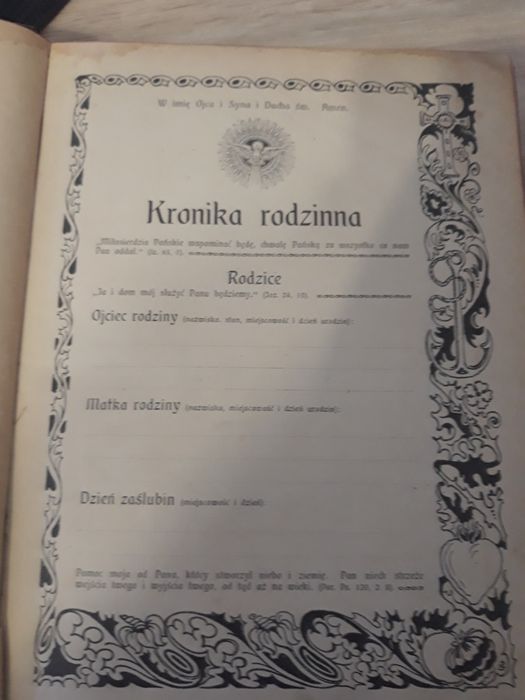 W imię Ojca i Syna i Ducha św. Amen.
Kronika rodzinna
„Miłosierdzia Pańskie wspominać będę, chwalę Pańską za wszystko co nam
Pan oddał.“ (Iz. 63, 7).
Rodzice
„Ja i dom mój służyć Panu będziemy.“ (Joz. 24, 15).
Ojciec rodziny (nazwisko, stan, miejscowość i dzień urodzin):
Matka rodziny (nazwisko, miejscowość i dzień urodzin):
Dzień zaślubin (miejscowość i dzień):
Pomoc moja od Pana, który stworzył niebo i ziemię. Pan niech strzeże
wejścia twego i wyjścia twego, od tąd aż na wieki. Ps. 120, 2. 8).